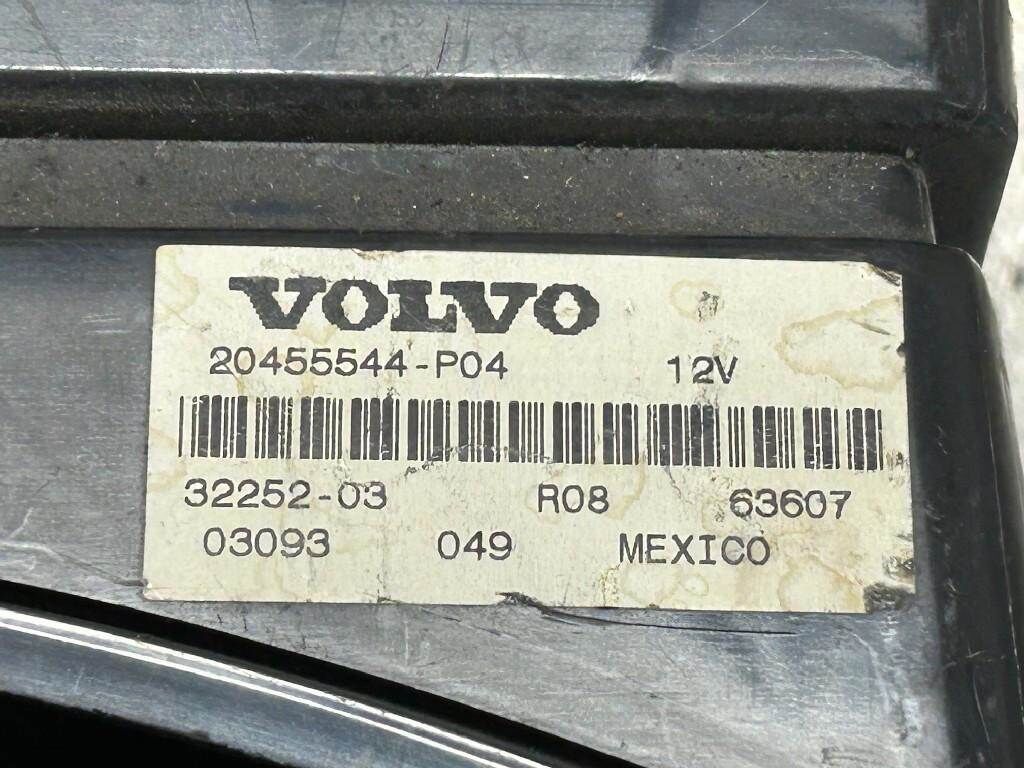 VOLVO
20455544-P04 12V
32252-03 R08 63607
03093 049 MEXICO